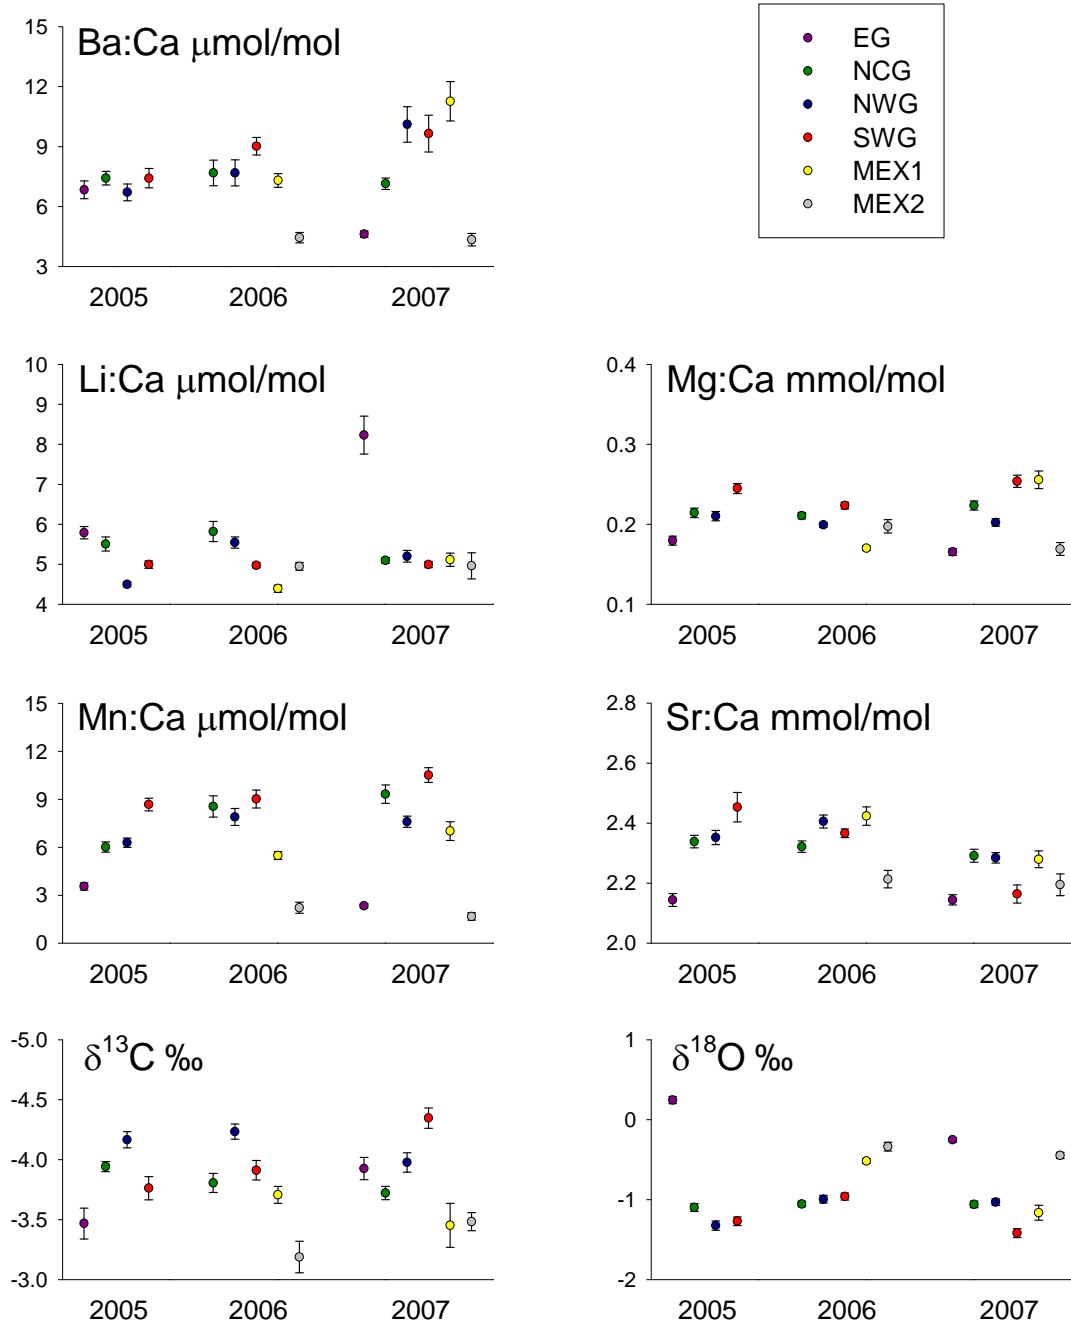 Ba:Ca μmol/mol
15
12
9
6
3
2005 2006 2007
EG
NCG
NWG
SWG
MEX1
MEX2
Li:Ca μmol/mol
10
9
8
7
6
5
4
2005 2006 2007
Mg:Ca mmol/mol
0.4
0.3
0.2
0.1
2005 2006 2007
Mn:Ca μmol/mol
15
12
9
6
3
0
2005 2006 2007
Sr:Ca mmol/mol
2.8
2.6
2.4
2.2
2.0
2005 2006 2007
δ¹³C ‰
-5.0
-4.5
-4.0
-3.5
-3.0
2005 2006 2007
δ¹⁸O ‰
1
0
-1
-2
2005 2006 2007